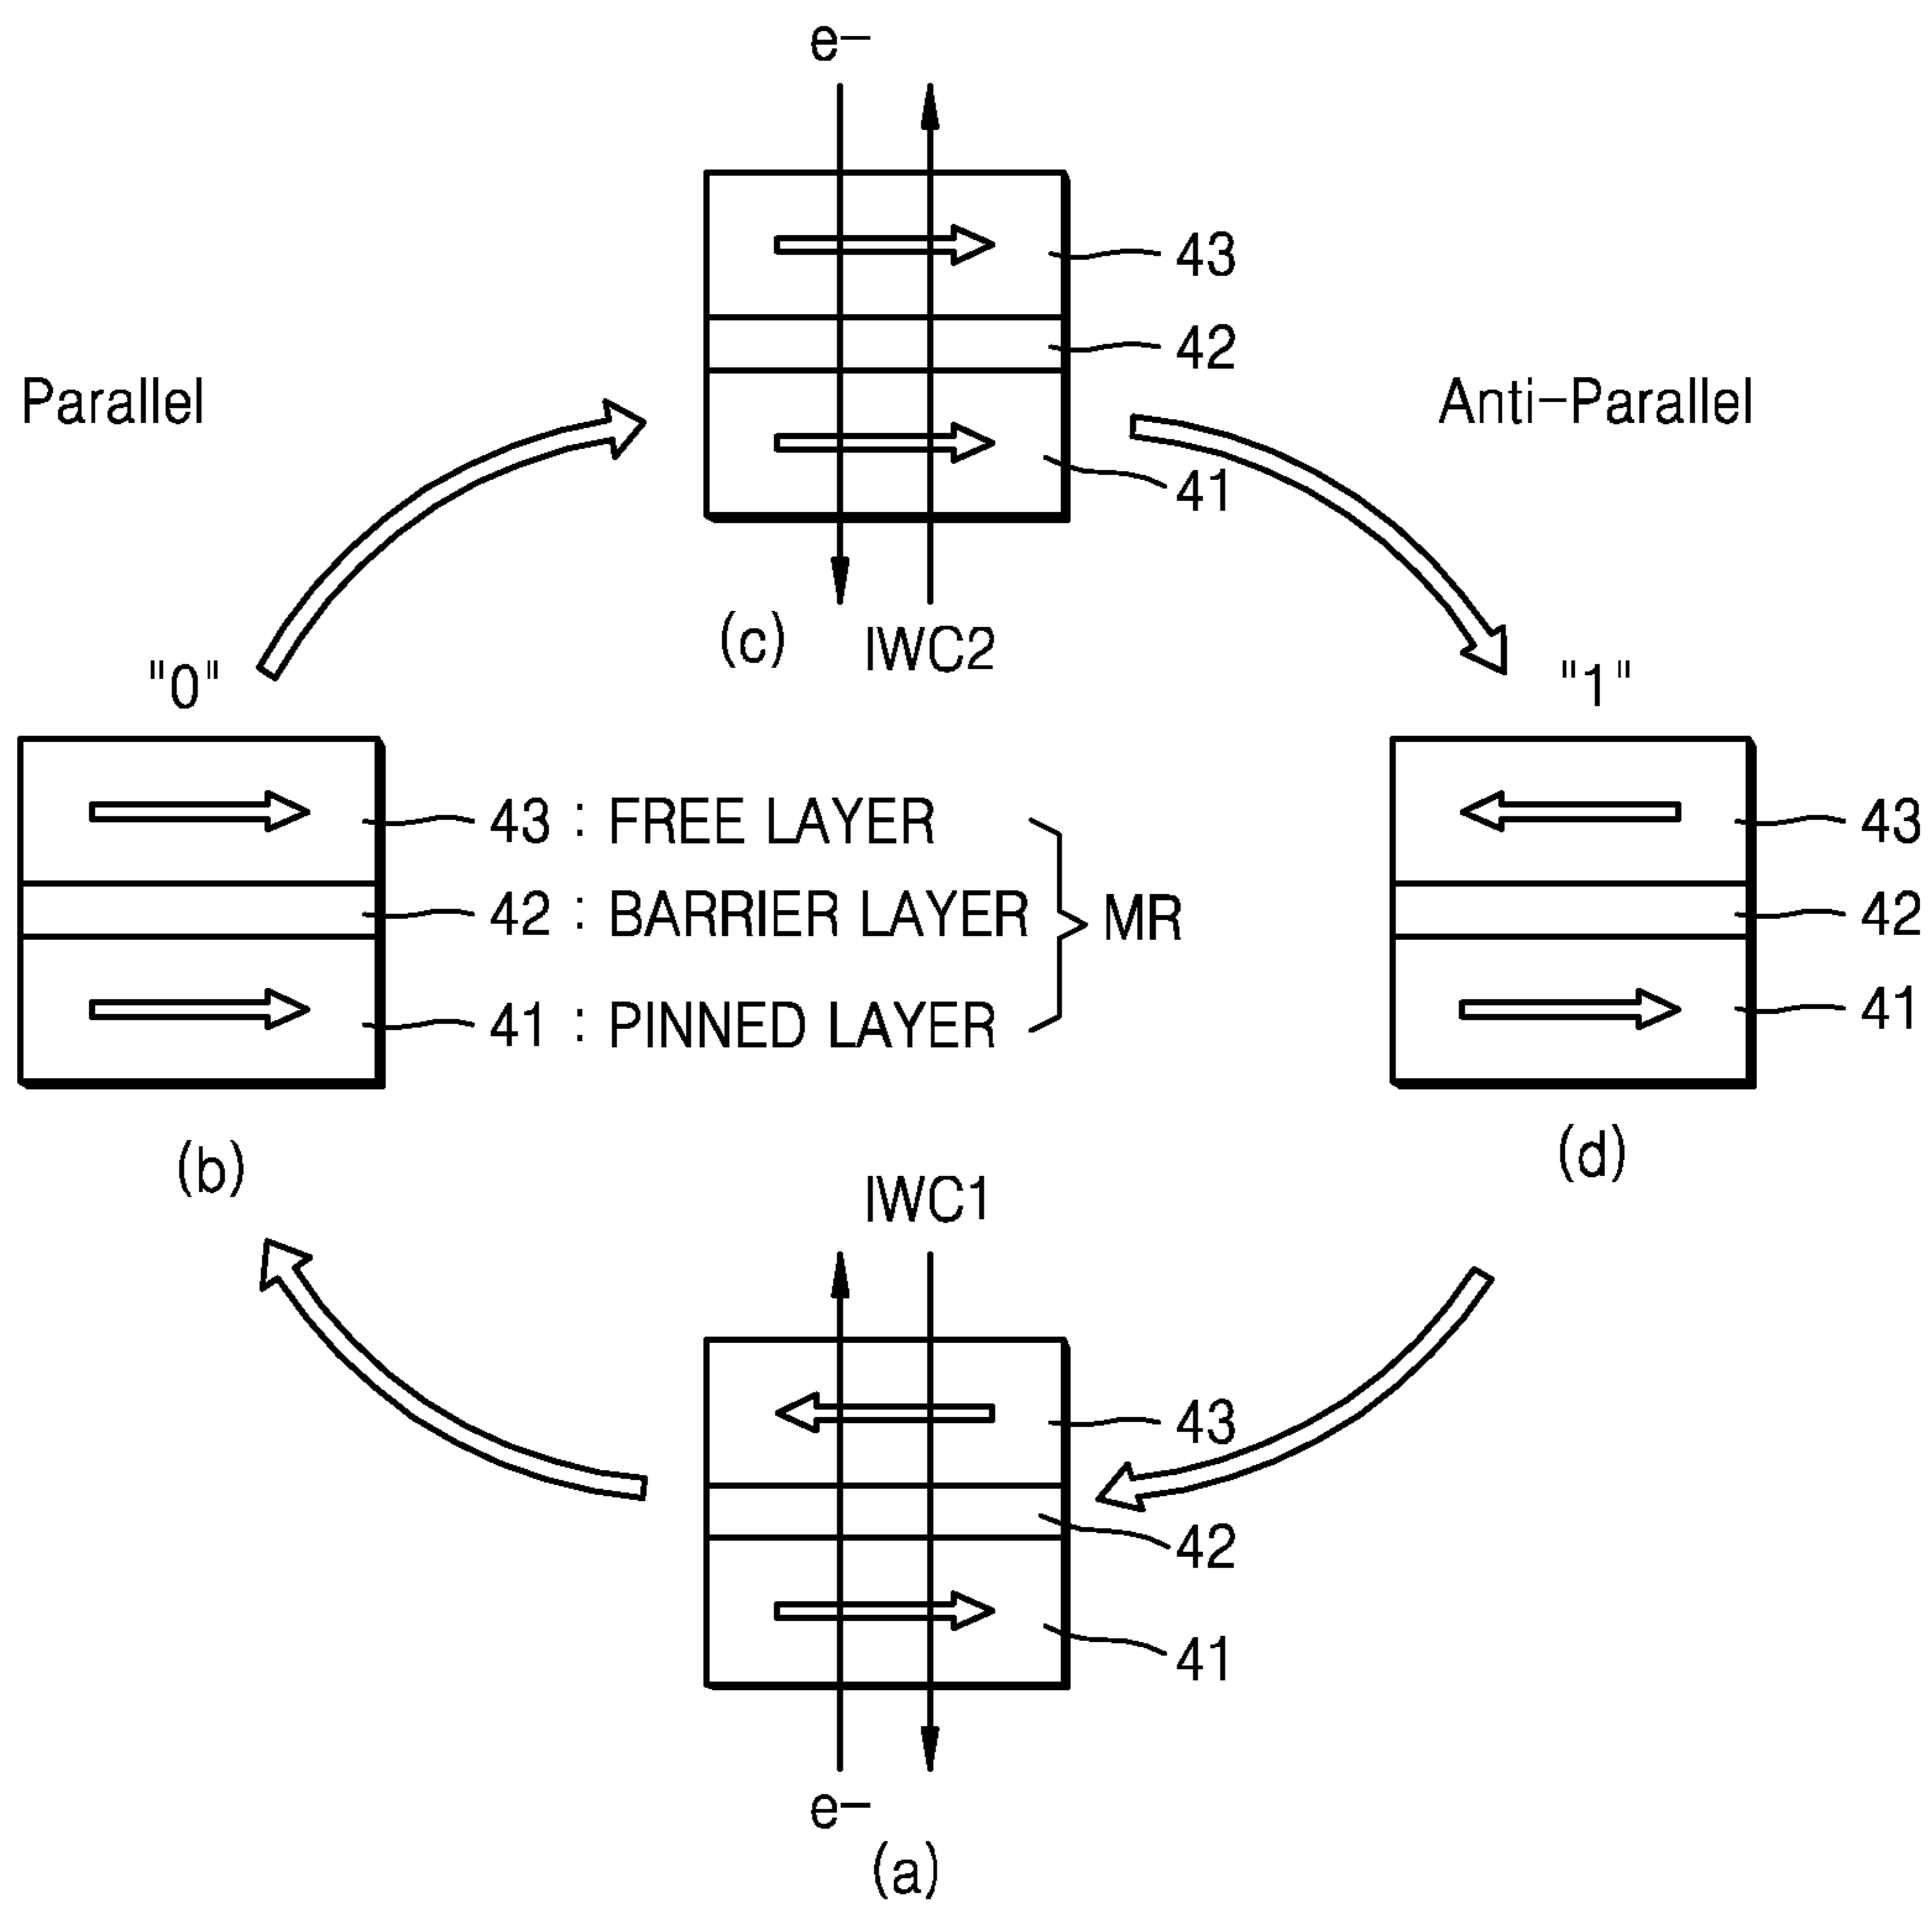 e-
43
42
Parallel
Anti-Parallel
41
(c)
IWC2
"0"
"1"
43 : FREE LAYER
43
42 : BARRIER LAYER
MR
42
41 : PINNED LAYER
41
(b)
(d)
IWC1
43
42
41
e-
(a)